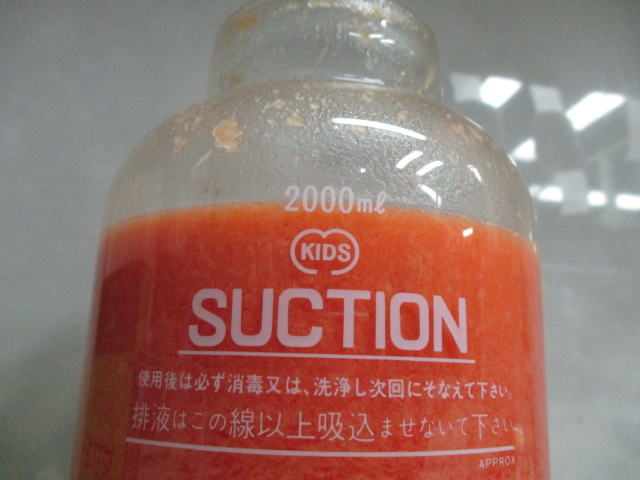 2000ml
KIDS
SUCTION
使用後は必ず消毒又は、洗浄し次回にそなえて下さい。
排液はこの線以上吸込ませないで下さい。
APPROX